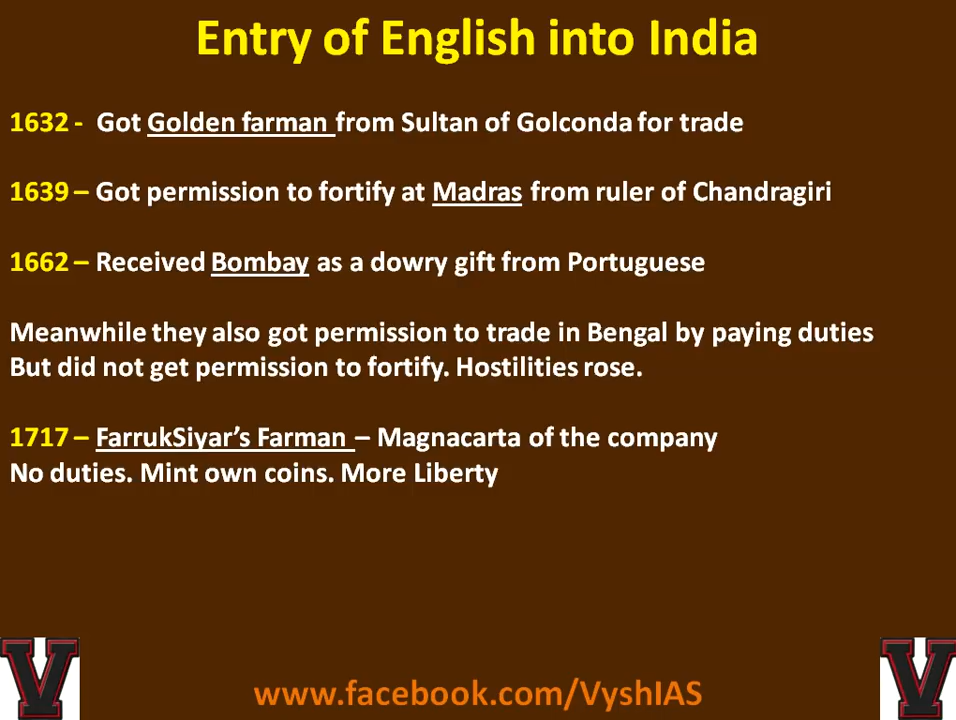 Entry of English into India
1632 - Got Golden farman from Sultan of Golconda for trade
1639 – Got permission to fortify at Madras from ruler of Chandragiri
1662 – Received Bombay as a dowry gift from Portuguese
Meanwhile they also got permission to trade in Bengal by paying duties
But did not get permission to fortify. Hostilities rose.
1717 – FarrukSiyar’s Farman – Magnacarta of the company
No duties. Mint own coins. More Liberty
V
V
www.facebook.com/VyshIAS